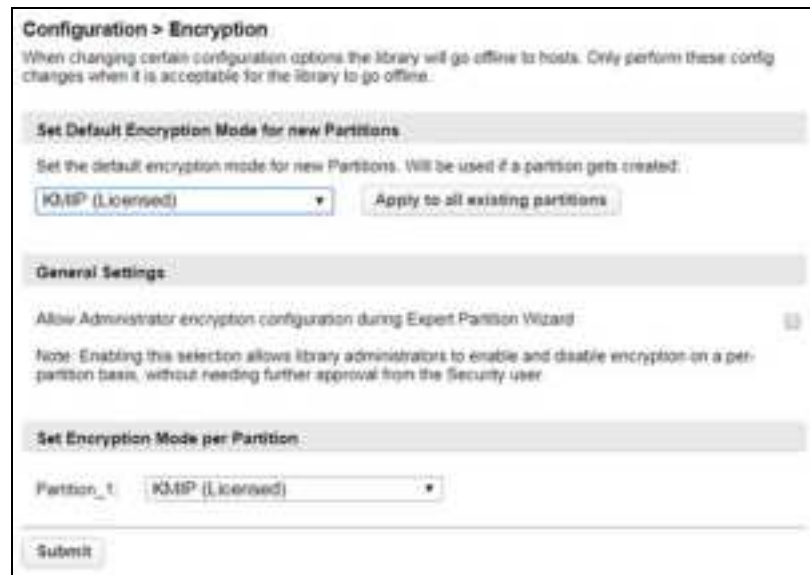 Configuration > Encryption
When changing certain configuration options the library will go offline to hosts. Only perform these config
changes when it is acceptable for the library to go offline.
Set Default Encryption Mode for new Partitions
Set the default encryption mode for new Partitions. Will be used if a partition gets created.
KMIP (Licensed)
Apply to all existing partitions
General Settings
Allow Administrator encryption configuration during Expert Partition Wizard
Note: Enabling this selection allows library administrators to enable and disable encryption on a per-
partition basis, without needing further approval from the Security user
Set Encryption Mode per Partition
Partition_1: KMIP (Licensed)
Submit